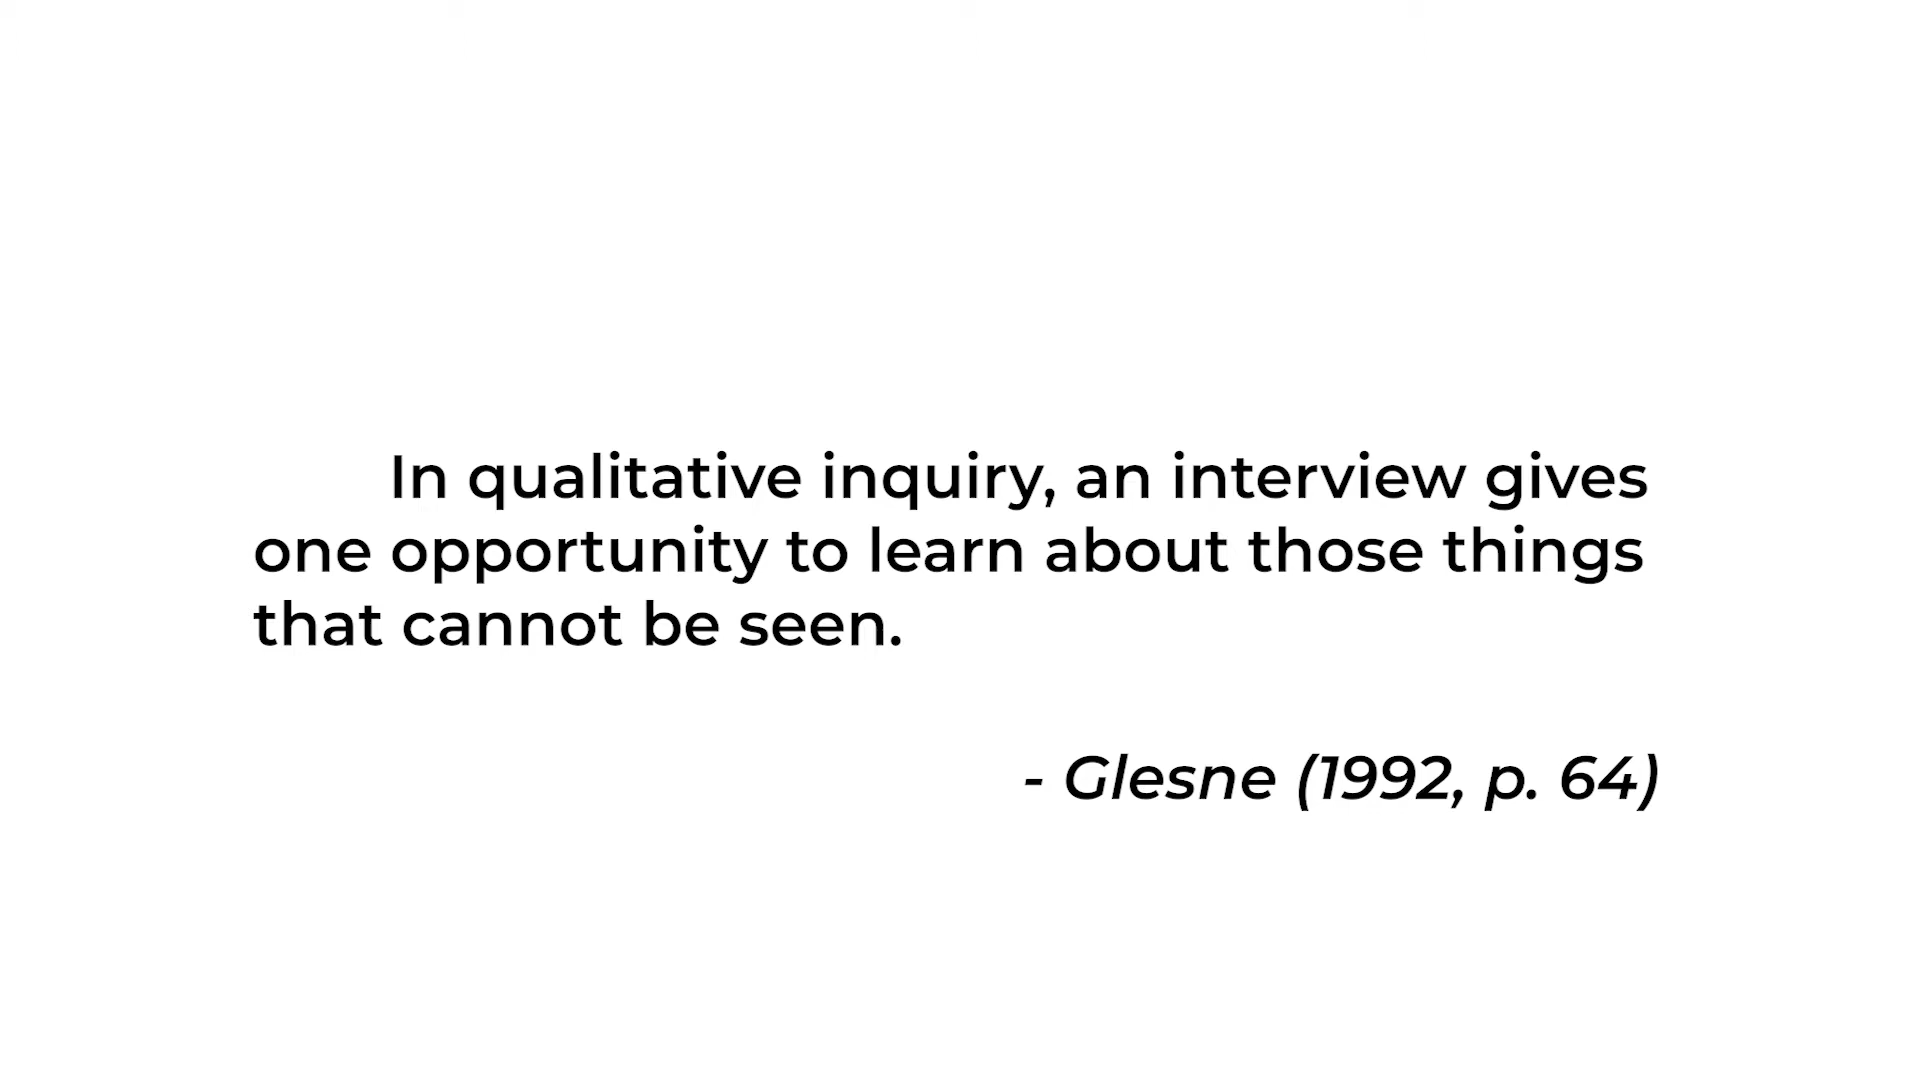 In qualitative inquiry, an interview gives
one opportunity to learn about those things
that cannot be seen.
- Glesne (1992, p. 64)